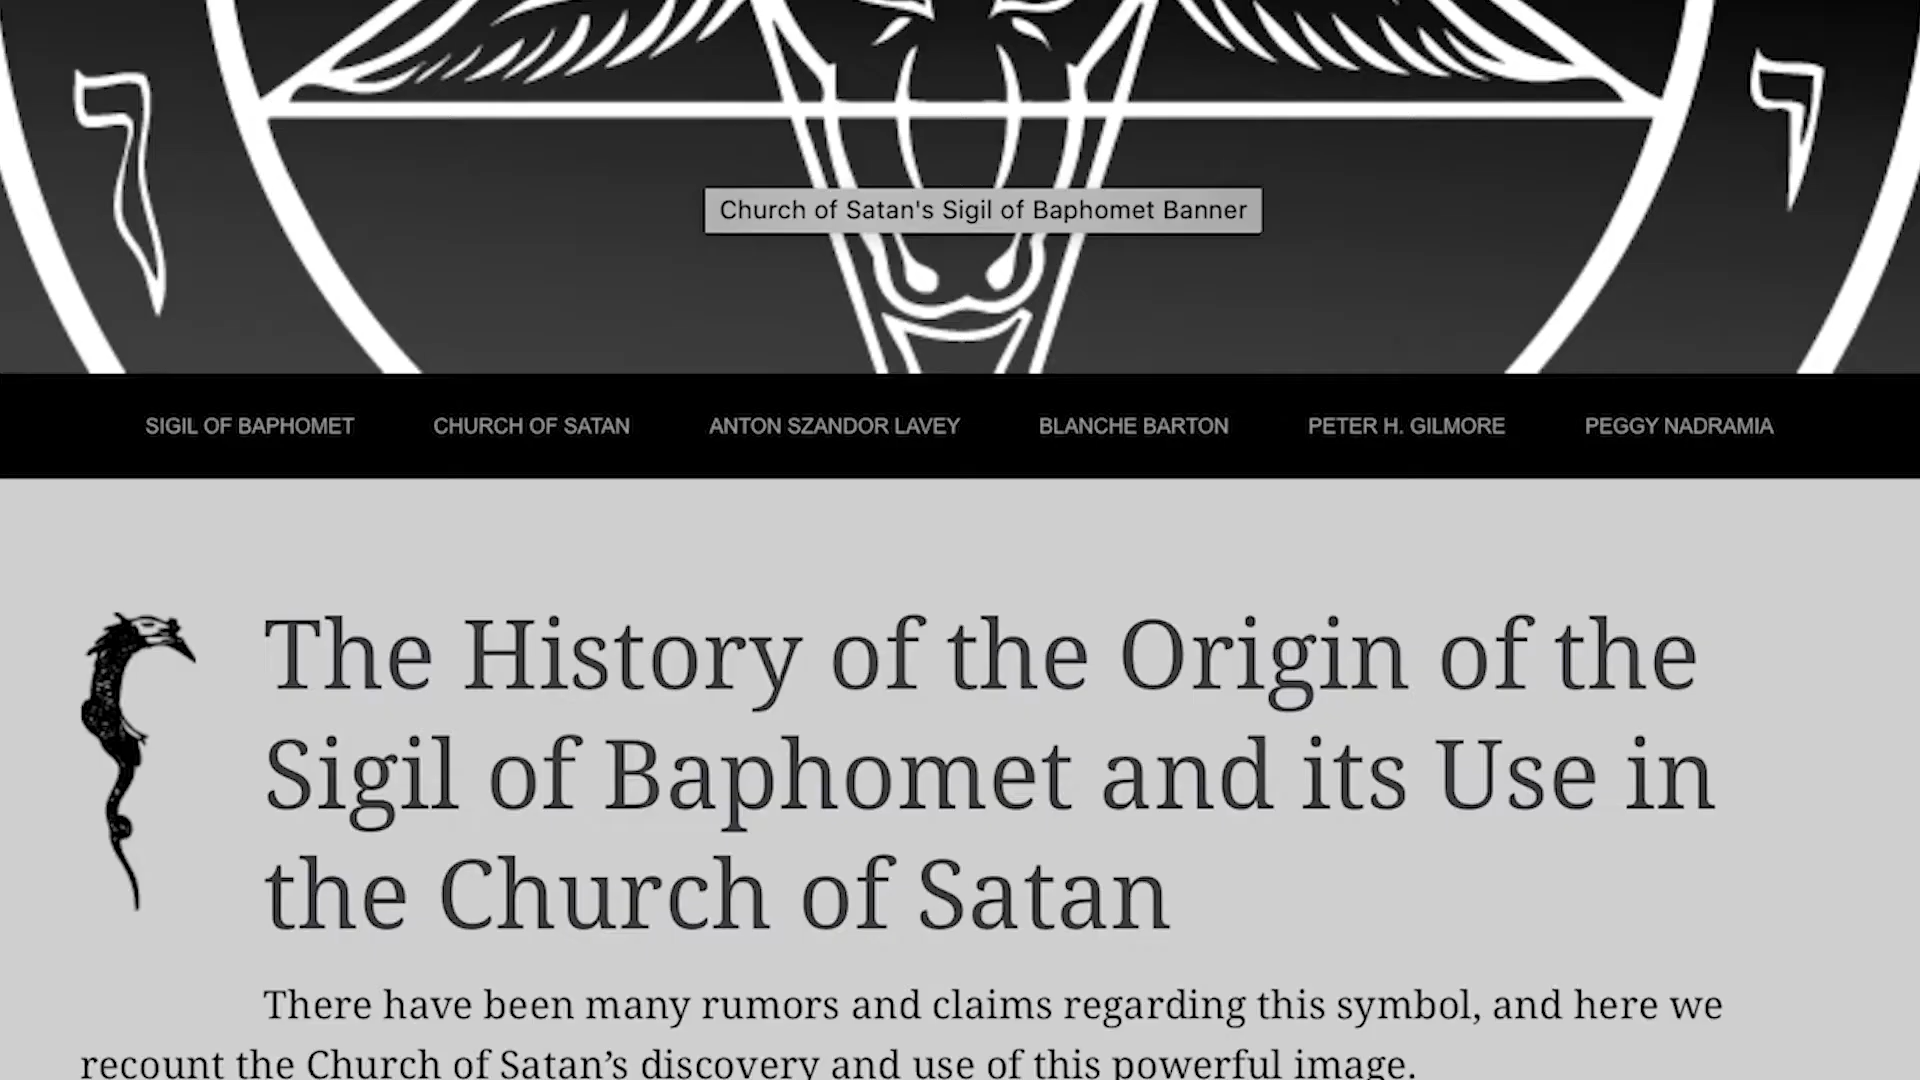 ד
ו
Church of Satan's Sigil of Baphomet Banner
SIGIL OF BAPHOMET CHURCH OF SATAN ANTON SZANDOR LAVEY BLANCHE BARTON PETER H. GILMORE PEGGY NADRAMIA
The History of the Origin of the
Sigil of Baphomet and its Use in
the Church of Satan
There have been many rumors and claims regarding this symbol, and here we
recount the Church of Satan’s discovery and use of this powerful image.